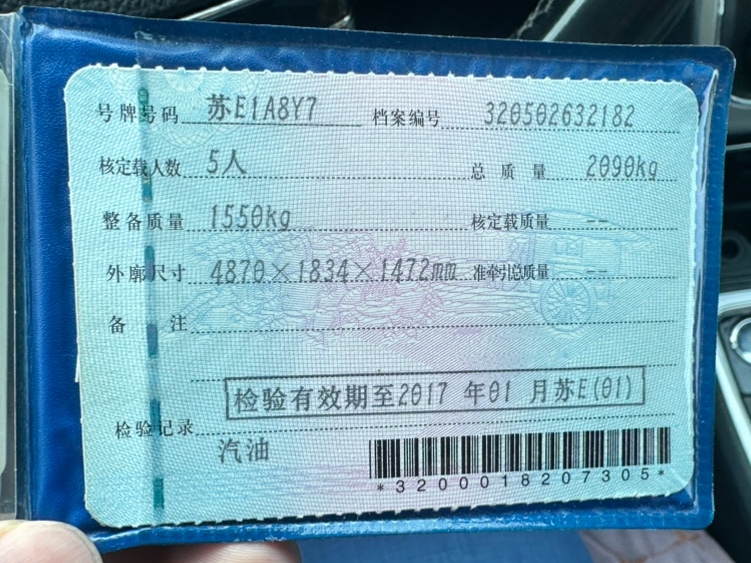 号牌号码 苏E1A8Y7 档案编号 320502632182
核定载人数 5人 总质量 2090kg
整备质量 1550kg 核定载质量 --
外廓尺寸 4870×1834×1472mm 准牵引总质量 --
备注
检验有效期至2017年01月苏E(01)
检验记录
汽油
*3200018207305*